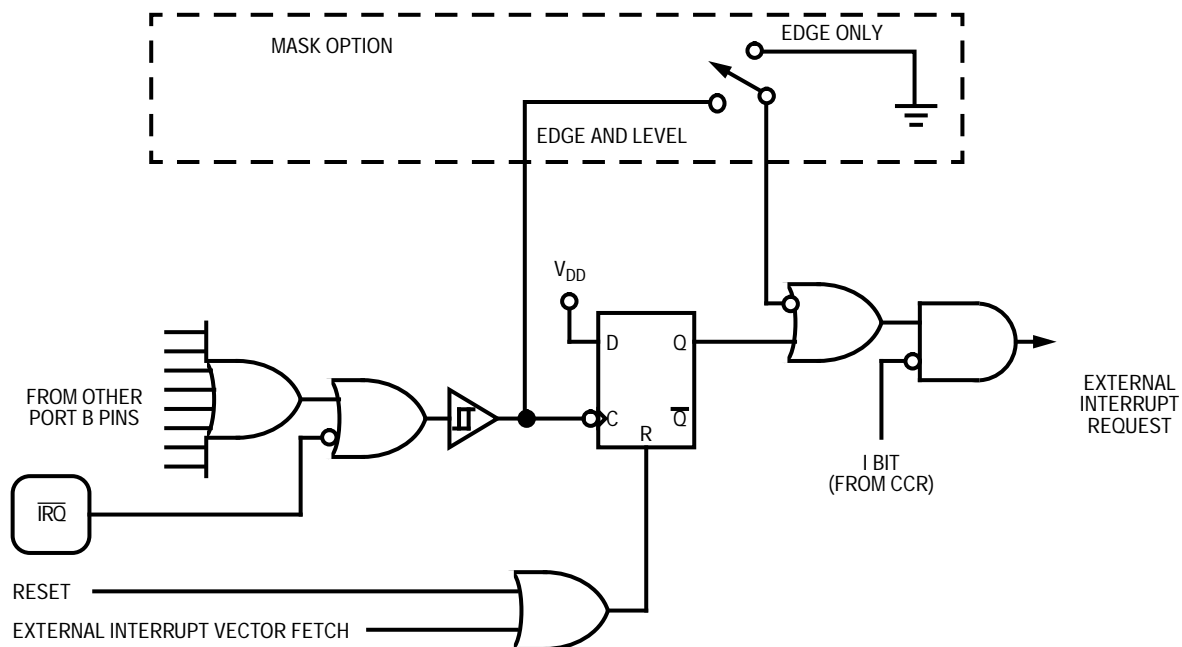 MASK OPTION
EDGE ONLY
EDGE AND LEVEL
VDD
D
Q
C
Q̅
R
FROM OTHER
PORT B PINS
I̅R̅Q̅
I BIT
(FROM CCR)
EXTERNAL
INTERRUPT
REQUEST
RESET
EXTERNAL INTERRUPT VECTOR FETCH